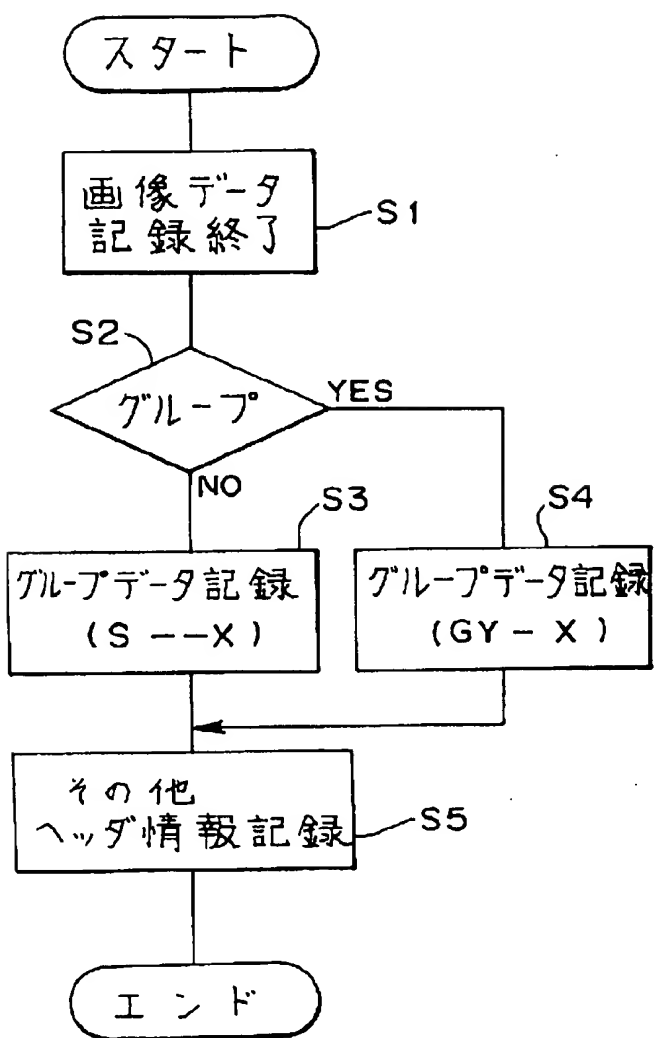 スタート
画像データ
記録終了
S1
S2
グループ
YES
NO
S3
グループデータ記録
(S --X)
S4
グループデータ記録
(GY - X)
その他
ヘッダ情報記録
S5
エンド